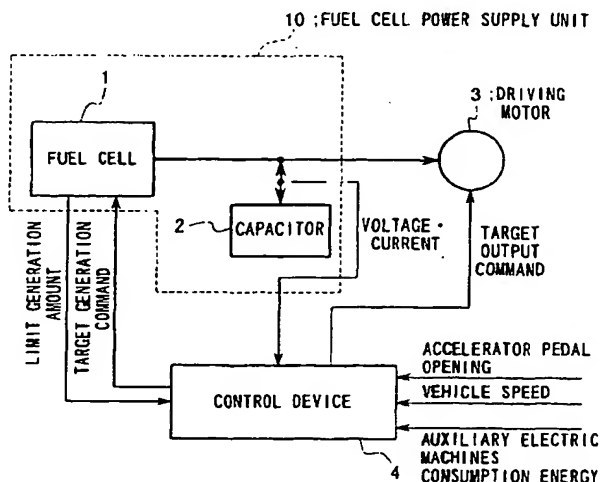 10 ;FUEL CELL POWER SUPPLY UNIT
1
3 ;DRIVING
MOTOR
FUEL CELL
2
CAPACITOR
VOLTAGE・
CURRENT
TARGET
OUTPUT
COMMAND
LIMIT GENERATION
AMOUNT
TARGET GENERATION
COMMAND
CONTROL DEVICE
ACCELERATOR PEDAL
OPENING
VEHICLE SPEED
AUXILIARY ELECTRIC
MACHINES
CONSUMPTION ENERGY
4